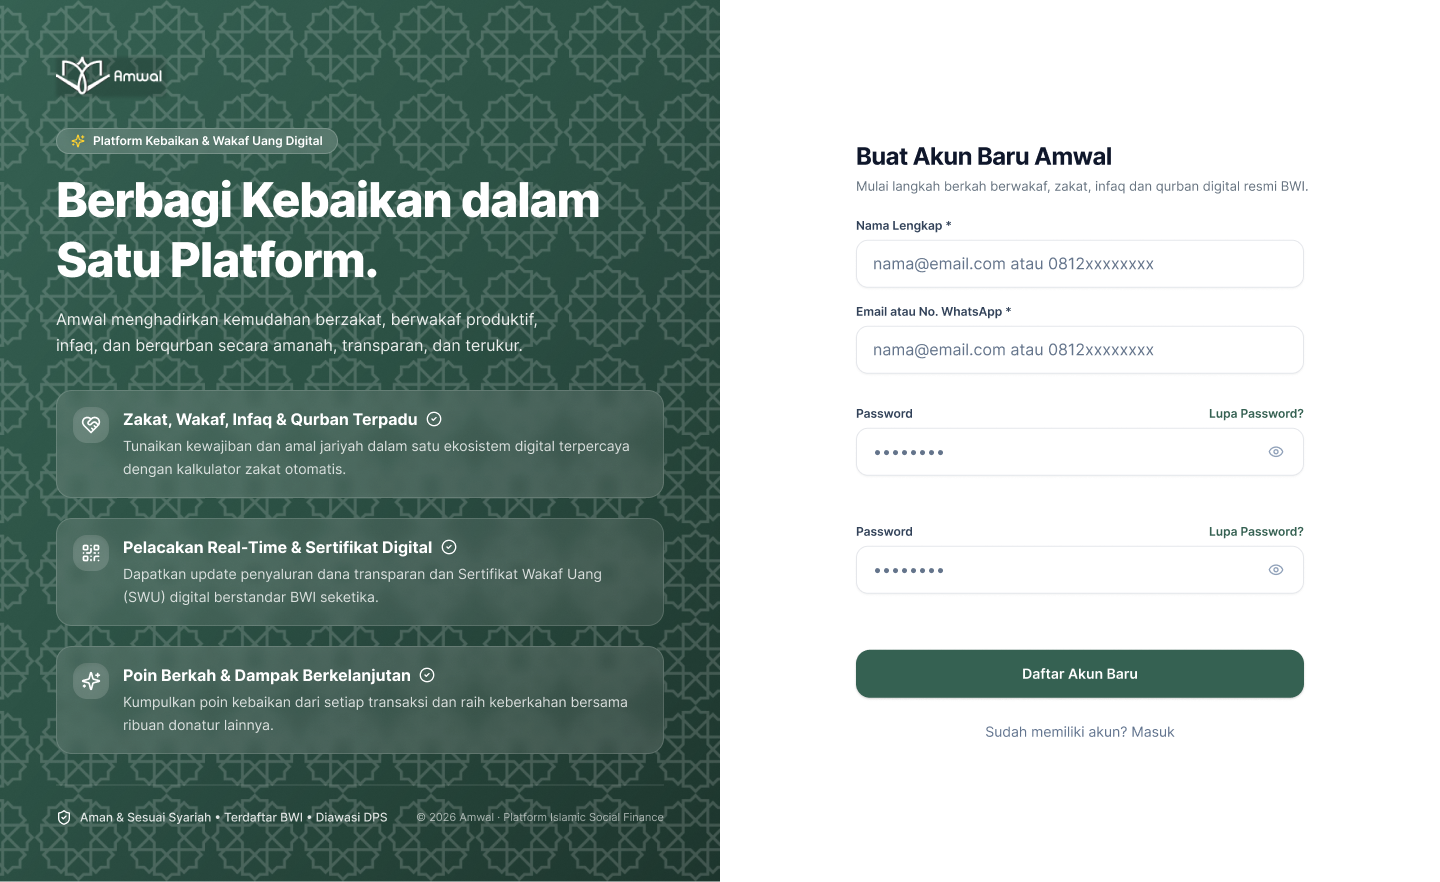 Amwal
Platform Kebaikan & Wakaf Uang Digital
Berbagi Kebaikan dalam
Satu Platform.
Amwal menghadirkan kemudahan berzakat, berwakaf produktif,
infaq, dan berqurban secara amanah, transparan, dan terukur.
Zakat, Wakaf, Infaq & Qurban Terpadu
Tunaikan kewajiban dan amal jariyah dalam satu ekosistem digital terpercaya
dengan kalkulator zakat otomatis.
Pelacakan Real-Time & Sertifikat Digital
Dapatkan update penyaluran dana transparan dan Sertifikat Wakaf Uang
(SWU) digital berstandar BWI seketika.
Poin Berkah & Dampak Berkelanjutan
Kumpulkan poin kebaikan dari setiap transaksi dan raih keberkahan bersama
ribuan donatur lainnya.
Aman & Sesuai Syariah • Terdaftar BWI • Diawasi DPS
© 2026 Amwal · Platform Islamic Social Finance
Buat Akun Baru Amwal
Mulai langkah berkah berwakaf, zakat, infaq dan qurban digital resmi BWI.
Nama Lengkap *
nama@email.com atau 0812xxxxxxxx
Email atau No. WhatsApp *
nama@email.com atau 0812xxxxxxxx
Password Lupa Password?
••••••••
Password Lupa Password?
••••••••
Daftar Akun Baru
Sudah memiliki akun? Masuk